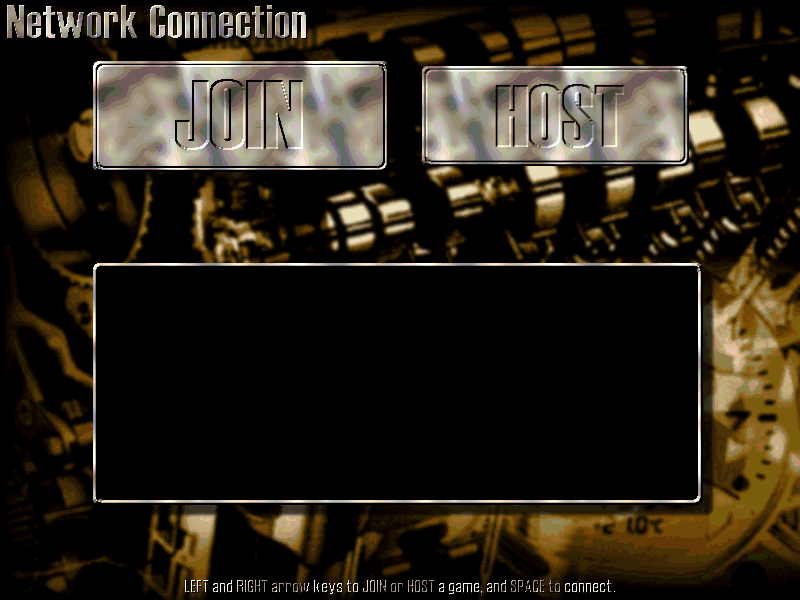 Network Connection
JOIN HOST
LEFT and RIGHT arrow keys to JOIN or HOST a game, and SPACE to connect.